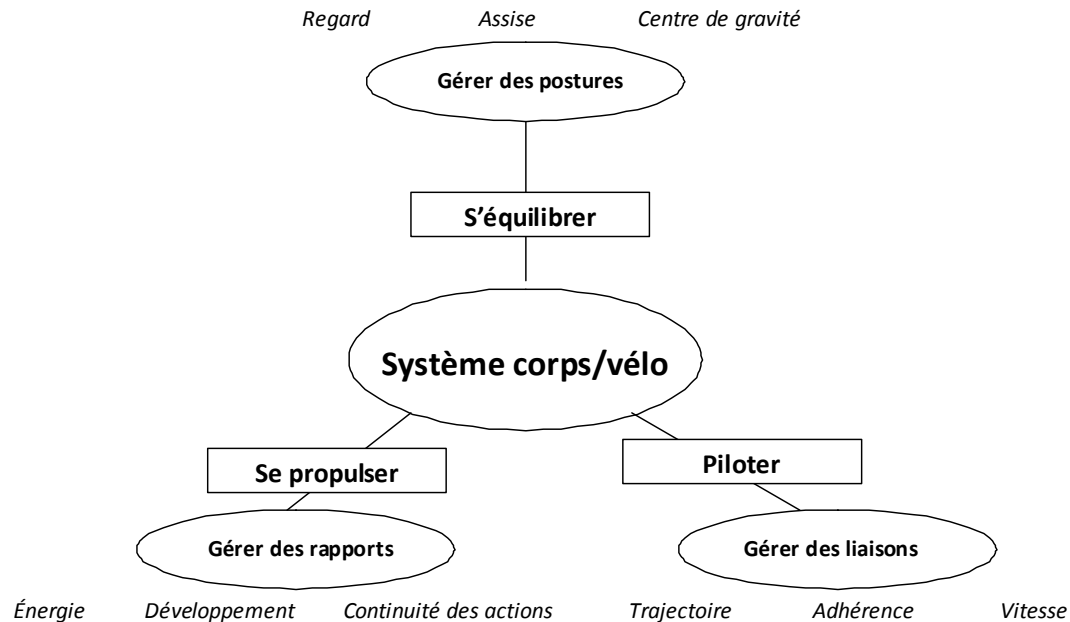 Regard Assise Centre de gravité
Gérer des postures
S’équilibrer
Système corps/vélo
Se propulser
Piloter
Gérer des rapports
Gérer des liaisons
Énergie Développement Continuité des actions Trajectoire Adhérence Vitesse